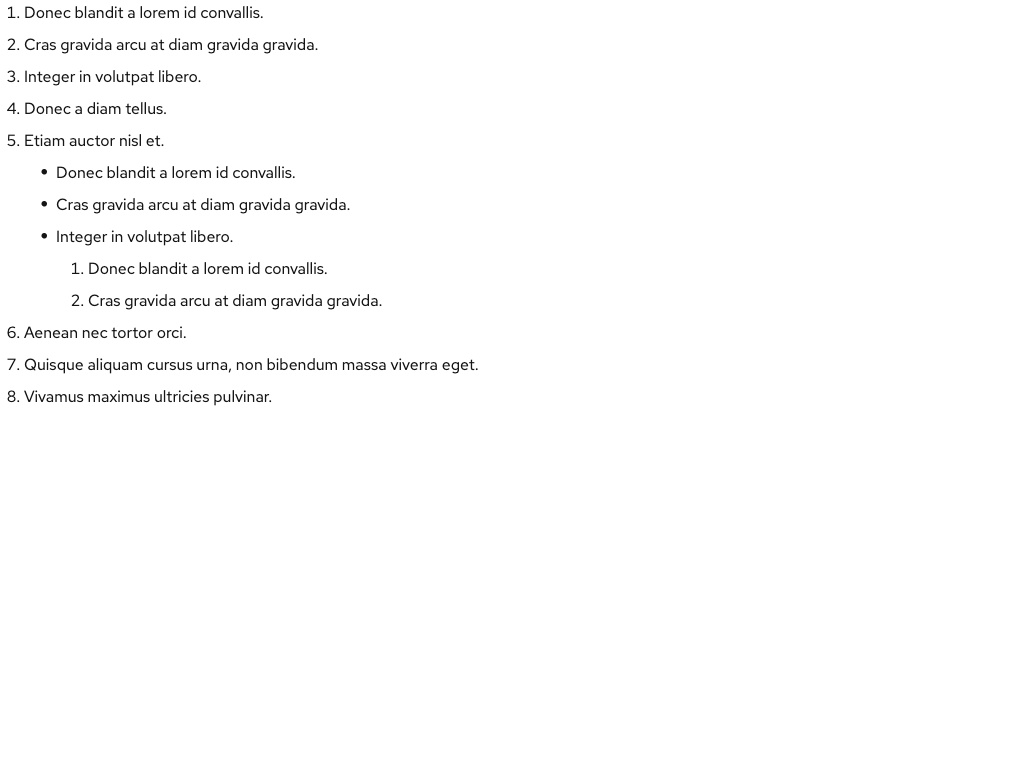 1. Donec blandit a lorem id convallis.
2. Cras gravida arcu at diam gravida gravida.
3. Integer in volutpat libero.
4. Donec a diam tellus.
5. Etiam auctor nisl et.
• Donec blandit a lorem id convallis.
• Cras gravida arcu at diam gravida gravida.
• Integer in volutpat libero.
1. Donec blandit a lorem id convallis.
2. Cras gravida arcu at diam gravida gravida.
6. Aenean nec tortor orci.
7. Quisque aliquam cursus urna, non bibendum massa viverra eget.
8. Vivamus maximus ultricies pulvinar.